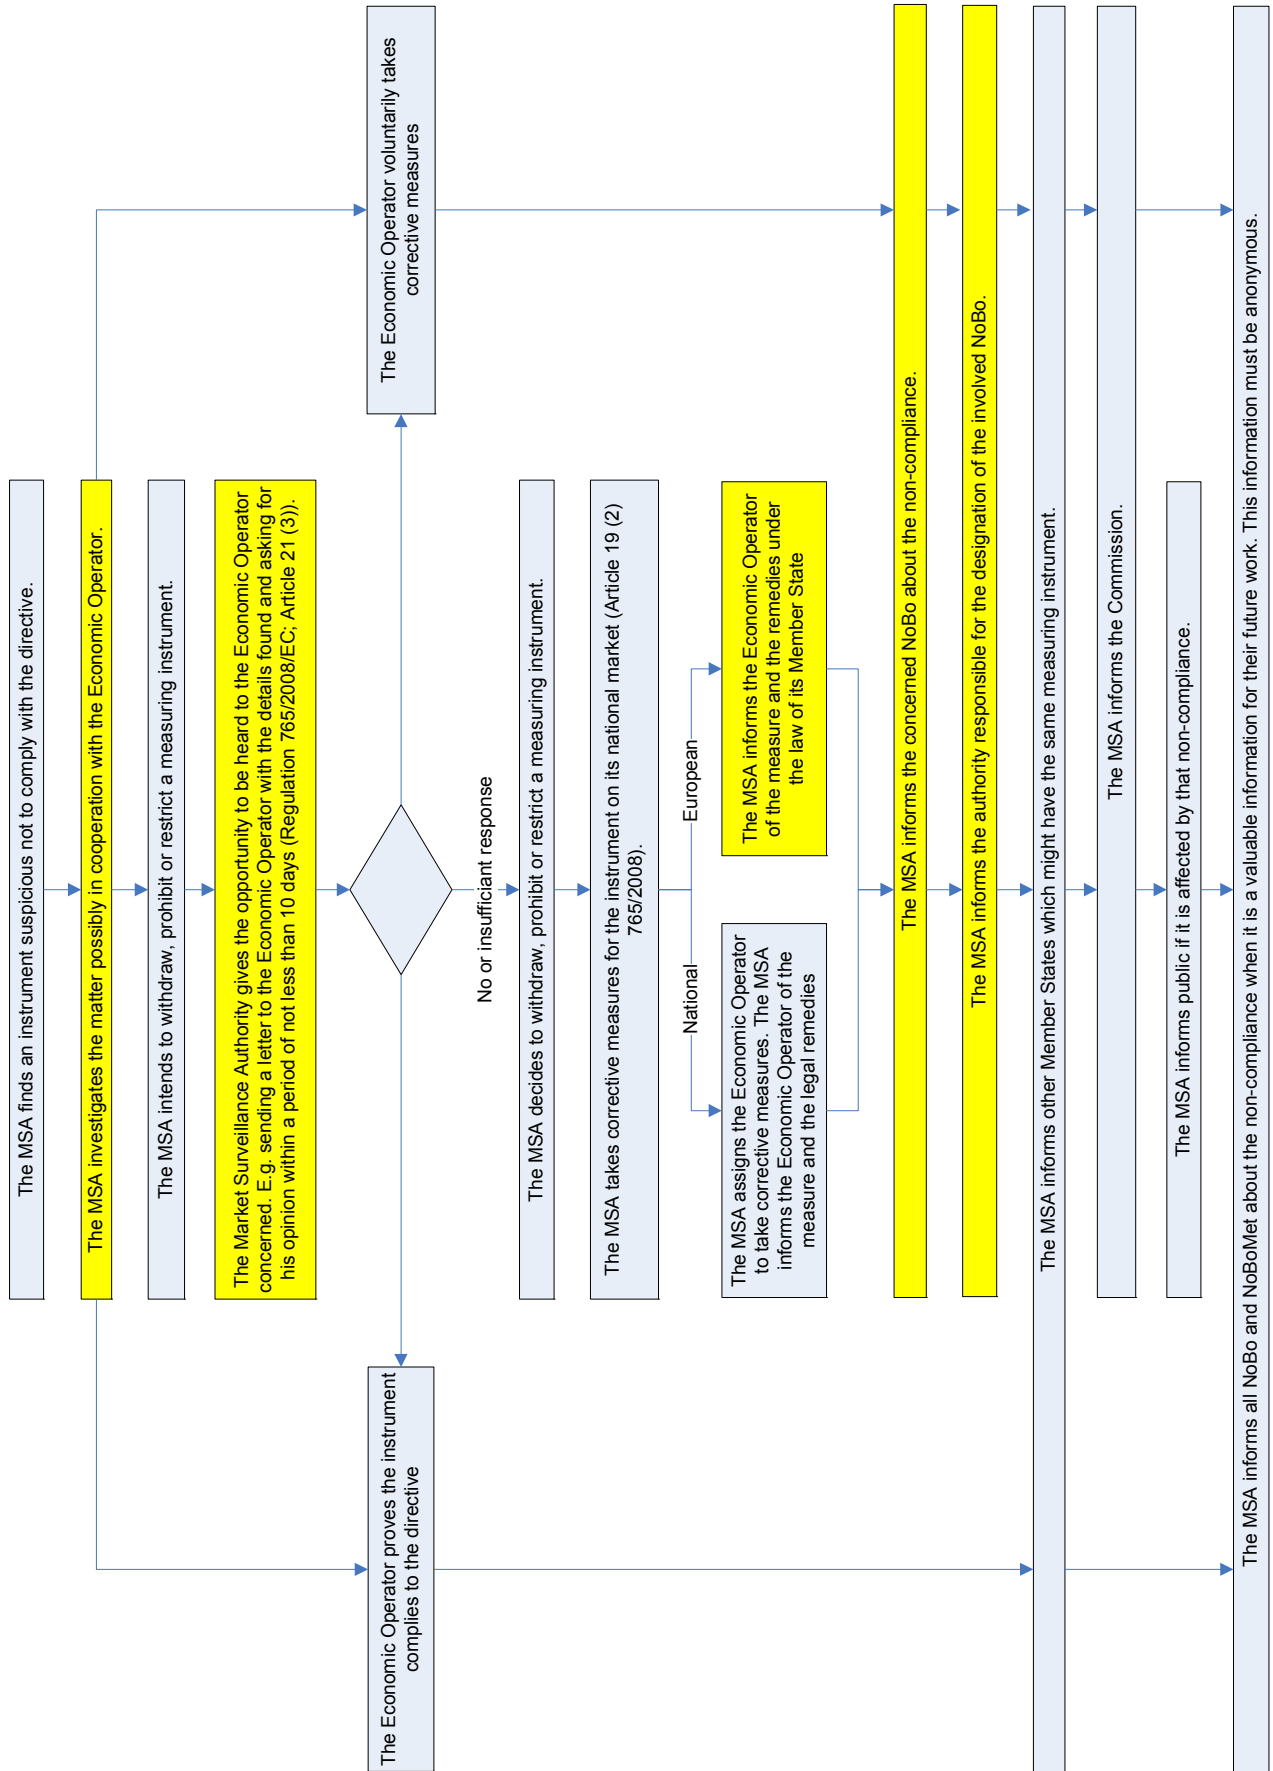 The MSA finds an instrument suspicious not to comply with the directive.
The MSA investigates the matter possibly in cooperation with the Economic Operator.
The MSA intends to withdraw, prohibit or restrict a measuring instrument.
The Market Surveillance Authority gives the opportunity to be heard to the Economic Operator
concerned. E.g. sending a letter to the Economic Operator with the details found and asking for
his opinion within a period of not less than 10 days (Regulation 765/2008/EC; Article 21 (3)).
The Economic Operator proves the instrument
complies to the directive
The Economic Operator voluntarily takes
corrective measures
No or insufficient response
The MSA decides to withdraw, prohibit or restrict a measuring instrument.
The MSA takes corrective measures for the instrument on its national market (Article 19 (2)
765/2008).
National
European
The MSA assigns the Economic Operator
to take corrective measures. The MSA
informs the Economic Operator of the
measure and the legal remedies
The MSA informs the Economic Operator
of the measure and the remedies under
the law of its Member State
The MSA informs the concerned NoBo about the non-compliance.
The MSA informs the authority responsible for the designation of the involved NoBo.
The MSA informs other Member States which might have the same measuring instrument.
The MSA informs the Commission.
The MSA informs public if it is affected by that non-compliance.
The MSA informs all NoBo and NoBoMet about the non-compliance when it is a valuable information for their future work. This information must be anonymous.